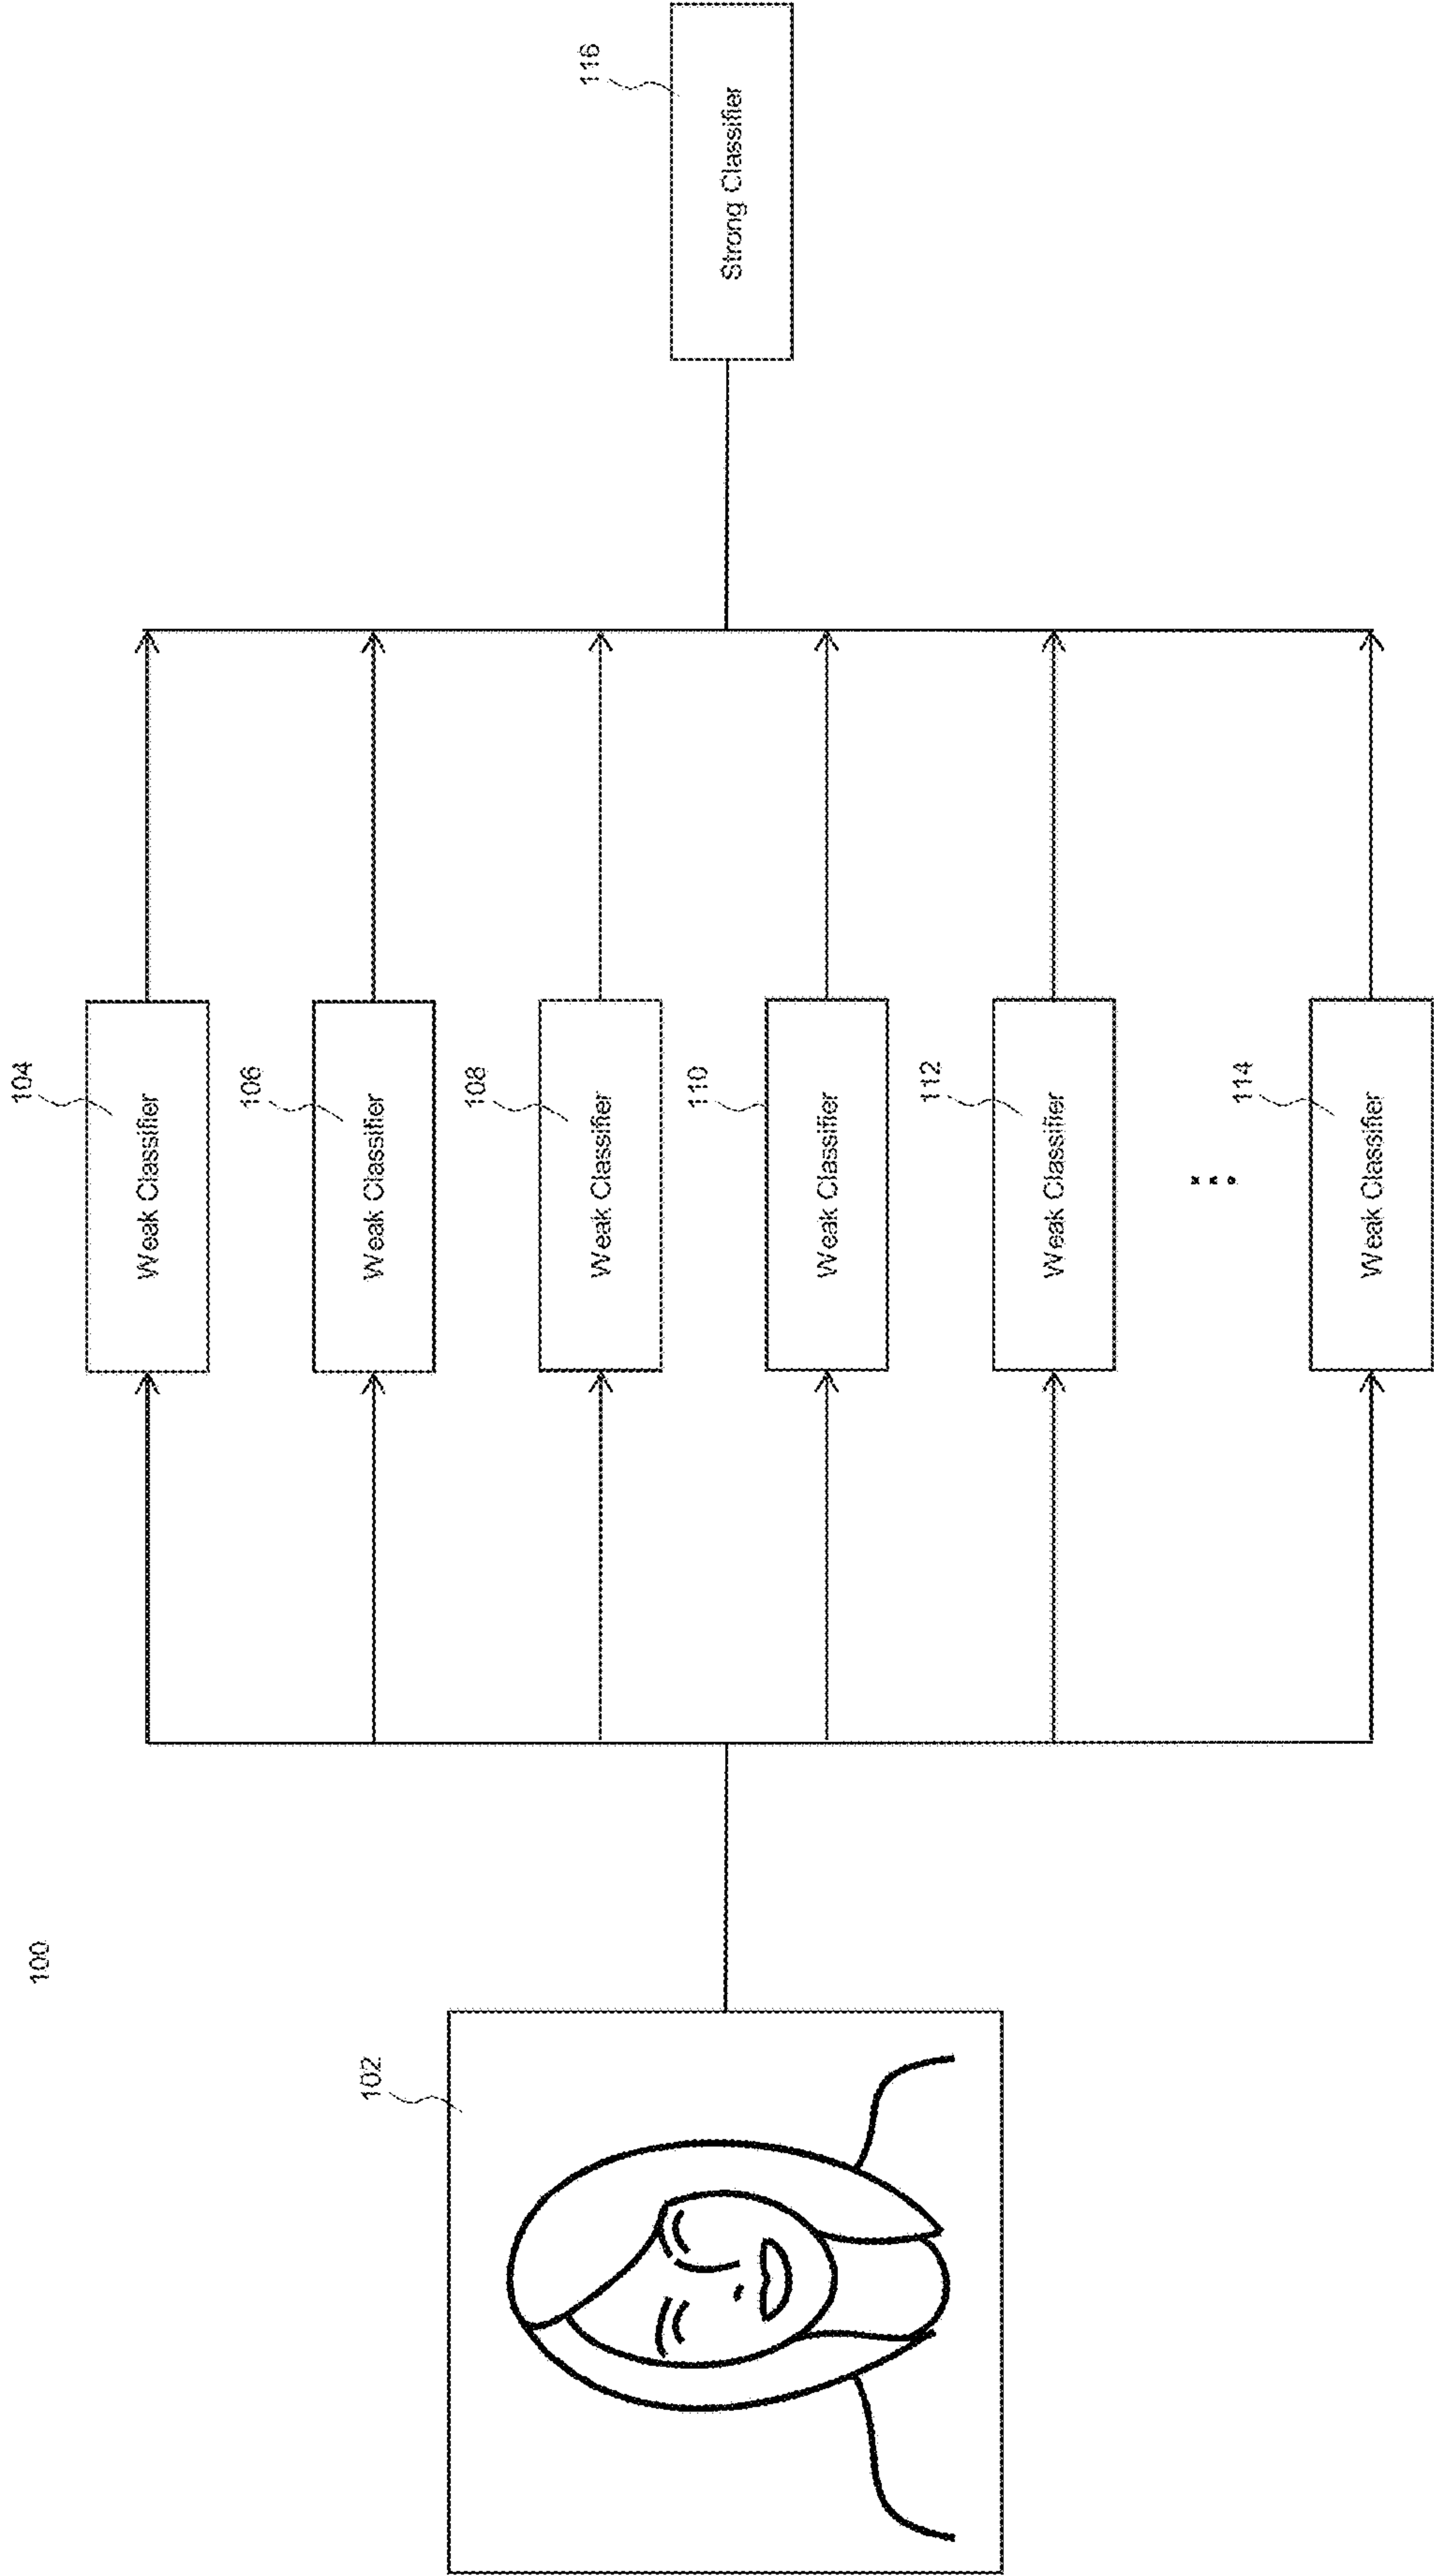 100
102
104
Weak Classifier
106
Weak Classifier
108
Weak Classifier
110
Weak Classifier
112
Weak Classifier
114
Weak Classifier
116
Strong Classifier